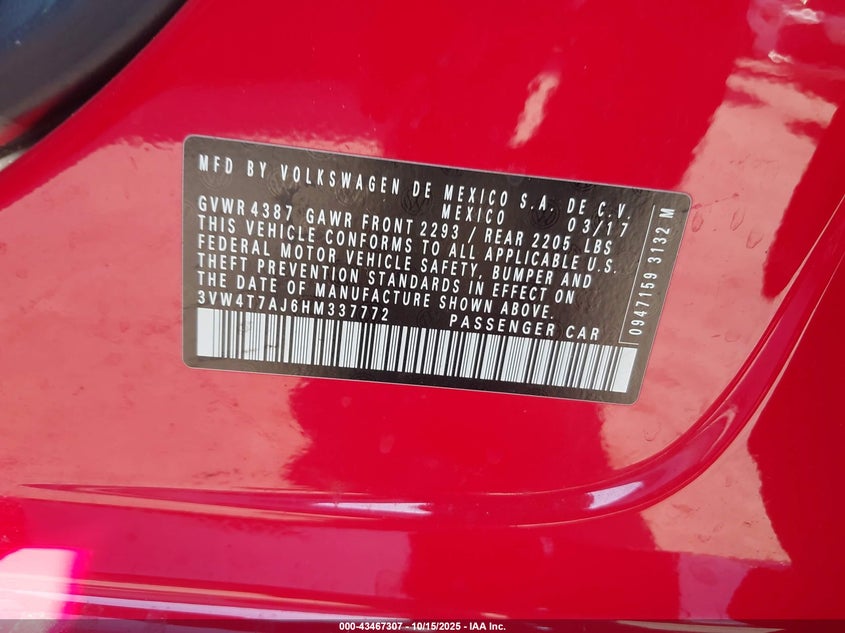 MFD BY VOLKSWAGEN DE MEXICO S.A. DE C.V.
MEXICO
03/17
GVWR 4387 GAWR FRONT 2293 / REAR 2205 LBS
THIS VEHICLE CONFORMS TO ALL APPLICABLE U.S.
FEDERAL MOTOR VEHICLE SAFETY, BUMPER AND
THEFT PREVENTION STANDARDS IN EFFECT ON
THE DATE OF MANUFACTURE SHOWN ABOVE.
3VW4T7AJ6HM337772 PASSENGER CAR
0947159 3132 M
000-43467307 - 10/15/2025 - IAA Inc.